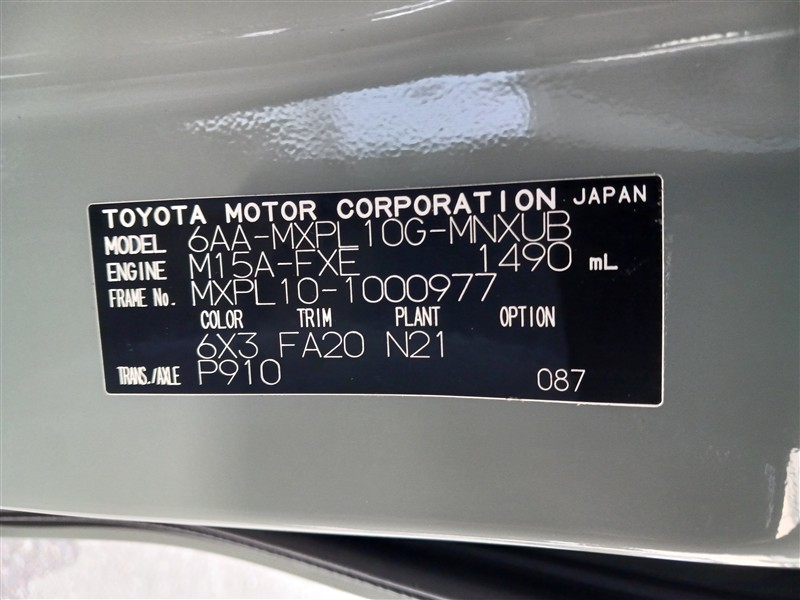 TOYOTA MOTOR CORPORATION JAPAN
MODEL 6AA-MXPL10G-MNXUB
ENGINE M15A-FXE 1490 mL
FRAME No. MXPL10-1000977
COLOR TRIM PLANT OPTION
6X3 FA20 N21
TRANS./AXLE P910 087